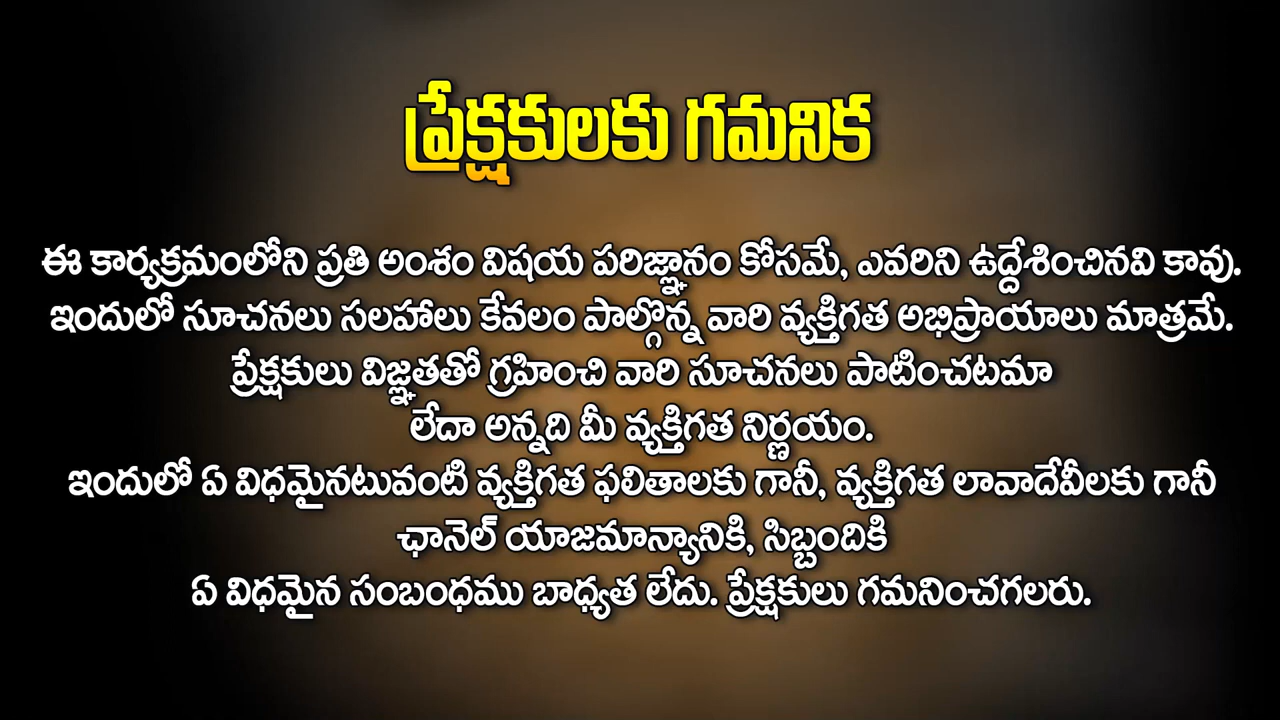 ప్రేక్షకులకు గమనిక
ఈ కార్యక్రమంలోని ప్రతి అంశం విషయ పరిజ్ఞానం కోసమే, ఎవరిని ఉద్దేశించినవి కావు.
ఇందులో సూచనలు సలహాలు కేవలం పాల్గొన్న వారి వ్యక్తిగత అభిప్రాయాలు మాత్రమే.
ప్రేక్షకులు విజ్ఞతతో గ్రహించి వారి సూచనలు పాటించటమా
లేదా అన్నది మీ వ్యక్తిగత నిర్ణయం.
ఇందులో ఏ విధమైనటువంటి వ్యక్తిగత ఫలితాలకు గానీ, వ్యక్తిగత లావాదేవీలకు గానీ
ఛానెల్ యాజమాన్యానికి, సిబ్బందికి
ఏ విధమైన సంబంధము బాధ్యత లేదు. ప్రేక్షకులు గమనించగలరు.